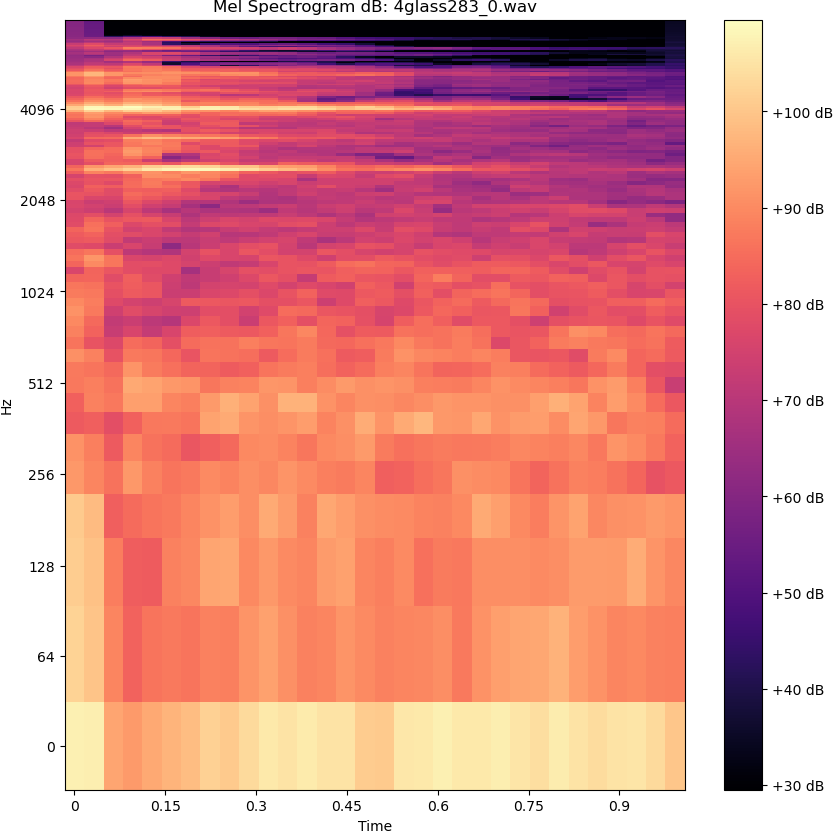 Mel Spectrogram dB: 4glass283_0.wav
4096
2048
1024
512
256
128
64
0
Hz
0 0.15 0.3 0.45 0.6 0.75 0.9
Time
+100 dB
+90 dB
+80 dB
+70 dB
+60 dB
+50 dB
+40 dB
+30 dB